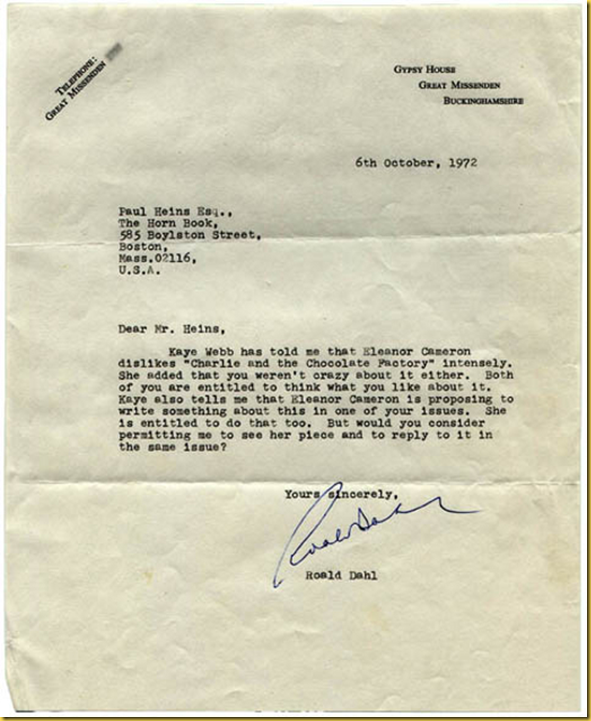 TELEPHONE:
GREAT MISSENDEN
GYPSY HOUSE
GREAT MISSENDEN
BUCKINGHAMSHIRE
6th October, 1972
Paul Heins Esq.,
The Horn Book,
585 Boylston Street,
Boston,
Mass.02116,
U.S.A.
Dear Mr. Heins,
Kaye Webb has told me that Eleanor Cameron
dislikes "Charlie and the Chocolate Factory" intensely.
She added that you weren't crazy about it either. Both
of you are entitled to think what you like about it.
Kaye also tells me that Eleanor Cameron is proposing to
write something about this in one of your issues. She
is entitled to do that too. But would you consider
permitting me to see her piece and to reply to it in
the same issue?
Yours sincerely,
Roald Dahl
Roald Dahl